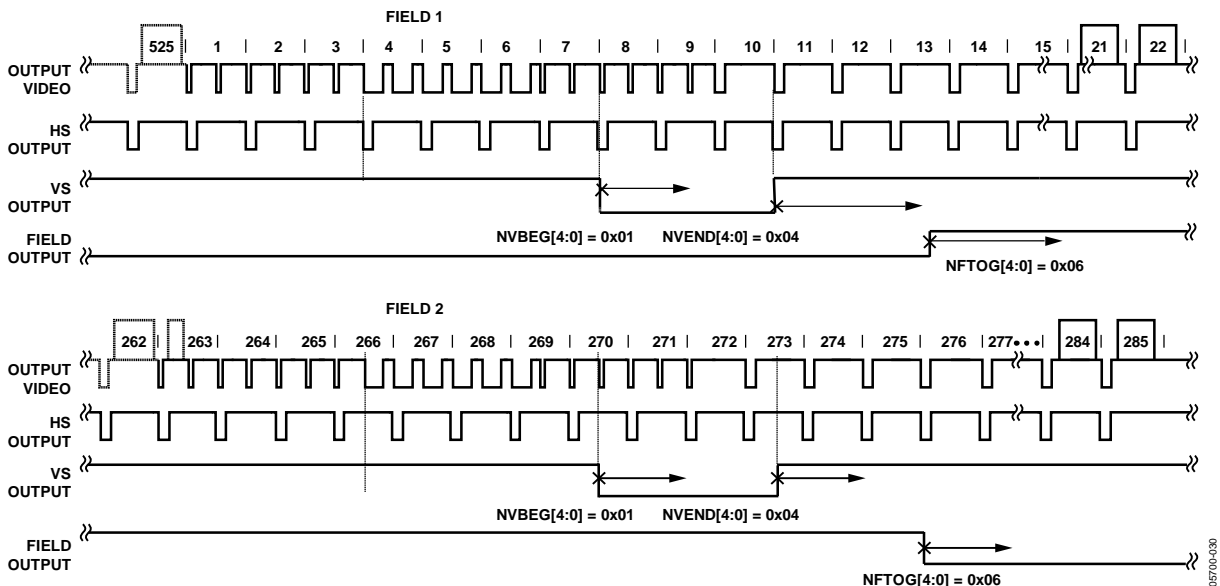 FIELD 1
525 1 2 3 4 5 6 7 8 9 10 11 12 13 14 15 21 22
OUTPUT
VIDEO
HS
OUTPUT
VS
OUTPUT
NVBEG[4:0] = 0x01 NVEND[4:0] = 0x04
FIELD
OUTPUT
NFTOG[4:0] = 0x06
FIELD 2
262 263 264 265 266 267 268 269 270 271 272 273 274 275 276 277 284 285
OUTPUT
VIDEO
HS
OUTPUT
VS
OUTPUT
NVBEG[4:0] = 0x01 NVEND[4:0] = 0x04
FIELD
OUTPUT
NFTOG[4:0] = 0x06
05700-030